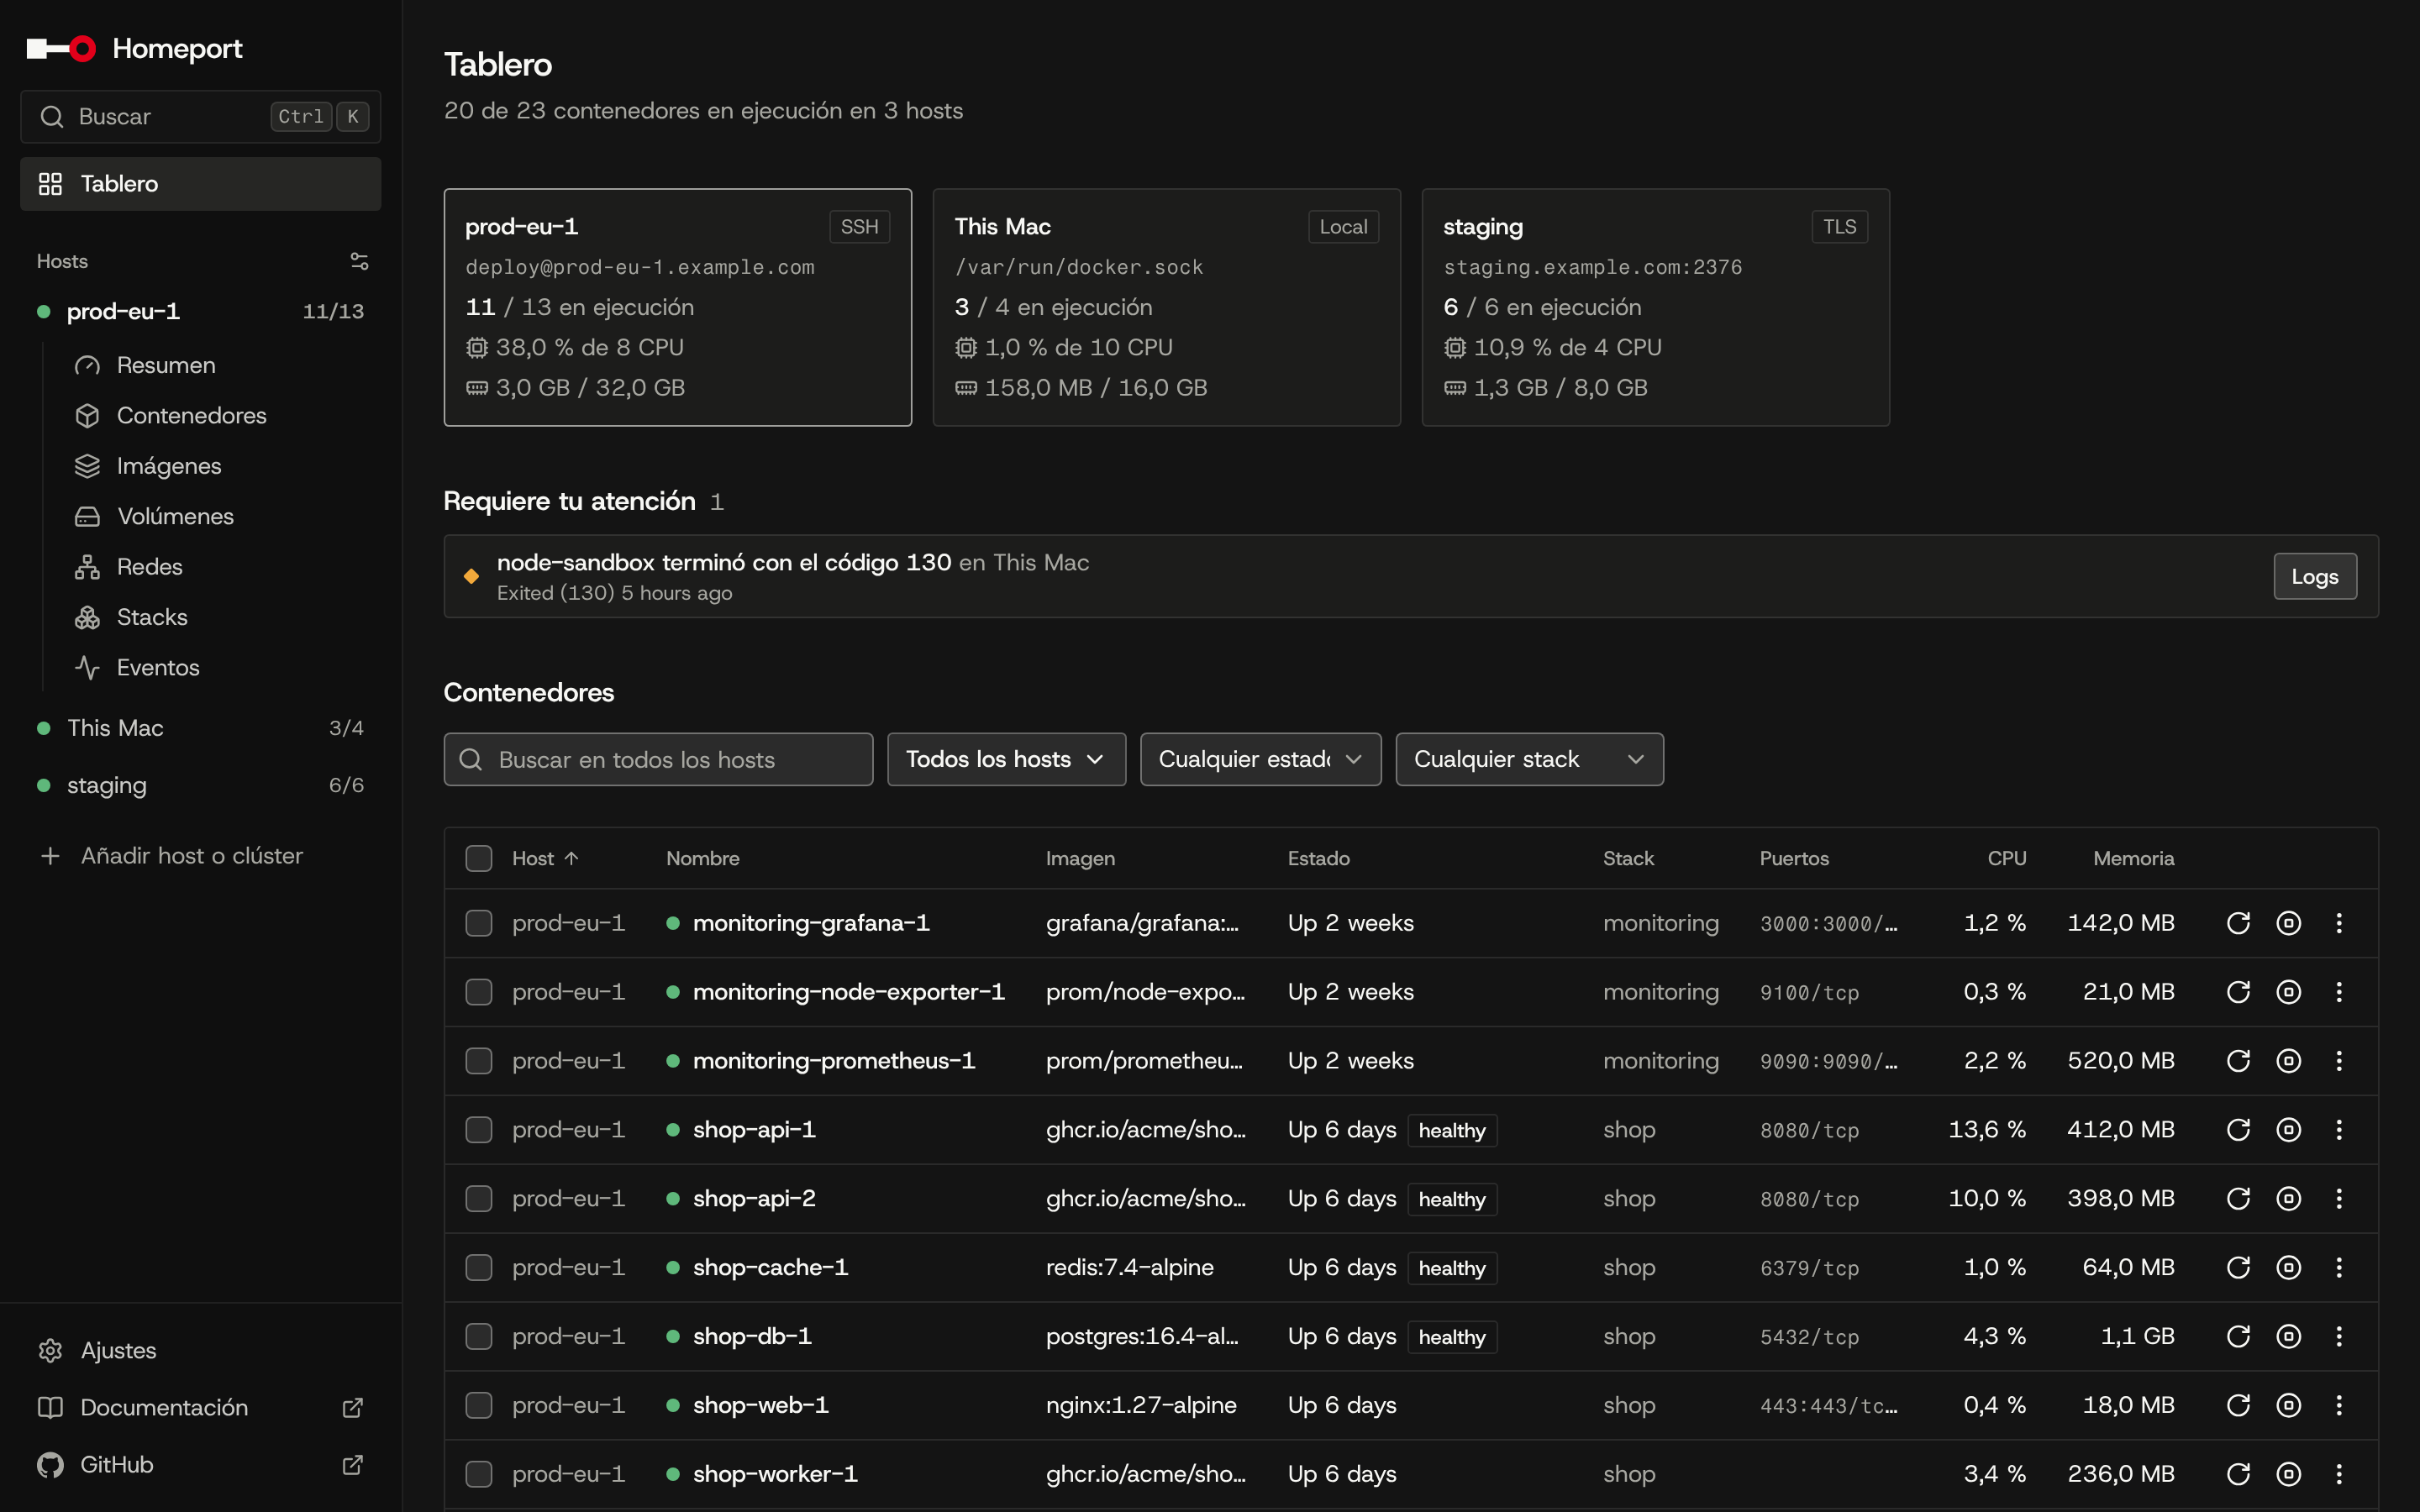 Homeport
Buscar Ctrl K
Tablero
Hosts
prod-eu-1 11/13
Resumen
Contenedores
Imágenes
Volúmenes
Redes
Stacks
Eventos
This Mac 3/4
staging 6/6
Añadir host o clúster
Ajustes
Documentación
GitHub
Tablero
20 de 23 contenedores en ejecución en 3 hosts
prod-eu-1 SSH
deploy@prod-eu-1.example.com
11 / 13 en ejecución
38,0 % de 8 CPU
3,0 GB / 32,0 GB
This Mac Local
/var/run/docker.sock
3 / 4 en ejecución
1,0 % de 10 CPU
158,0 MB / 16,0 GB
staging TLS
staging.example.com:2376
6 / 6 en ejecución
10,9 % de 4 CPU
1,3 GB / 8,0 GB
Requiere tu atención 1
node-sandbox terminó con el código 130 en This Mac
Exited (130) 5 hours ago
Logs
Contenedores
Buscar en todos los hosts Todos los hosts Cualquier estado Cualquier stack
Host Nombre Imagen Estado Stack Puertos CPU Memoria
prod-eu-1 monitoring-grafana-1 grafana/grafana:... Up 2 weeks monitoring 3000:3000/... 1,2 % 142,0 MB
prod-eu-1 monitoring-node-exporter-1 prom/node-expo... Up 2 weeks monitoring 9100/tcp 0,3 % 21,0 MB
prod-eu-1 monitoring-prometheus-1 prom/prometheu... Up 2 weeks monitoring 9090:9090/... 2,2 % 520,0 MB
prod-eu-1 shop-api-1 ghcr.io/acme/sho... Up 6 days healthy shop 8080/tcp 13,6 % 412,0 MB
prod-eu-1 shop-api-2 ghcr.io/acme/sho... Up 6 days healthy shop 8080/tcp 10,0 % 398,0 MB
prod-eu-1 shop-cache-1 redis:7.4-alpine Up 6 days healthy shop 6379/tcp 1,0 % 64,0 MB
prod-eu-1 shop-db-1 postgres:16.4-al... Up 6 days healthy shop 5432/tcp 4,3 % 1,1 GB
prod-eu-1 shop-web-1 nginx:1.27-alpine Up 6 days shop 443:443/tc... 0,4 % 18,0 MB
prod-eu-1 shop-worker-1 ghcr.io/acme/sho... Up 6 days shop 3,4 % 236,0 MB